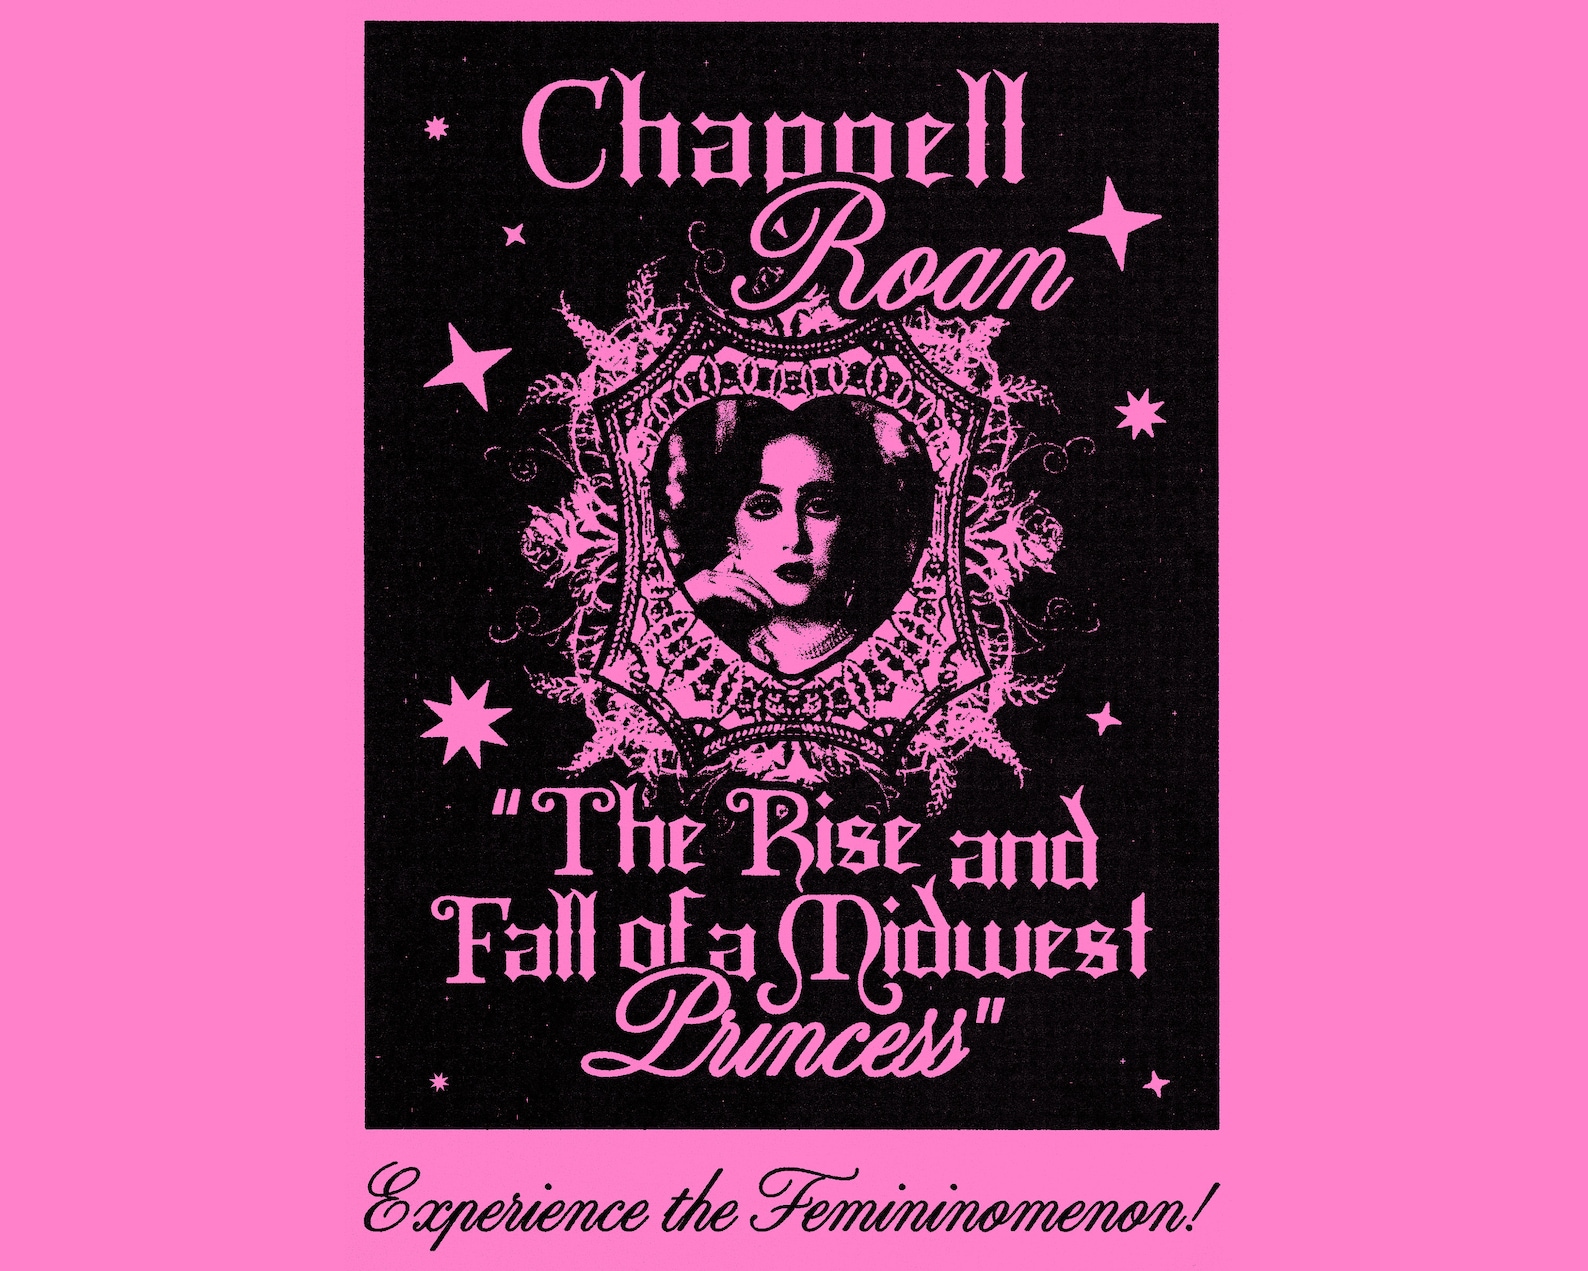 Chappell
Roan
"The Rise and
Fall of a Midwest
Princess"
Experience the Femininomenon!